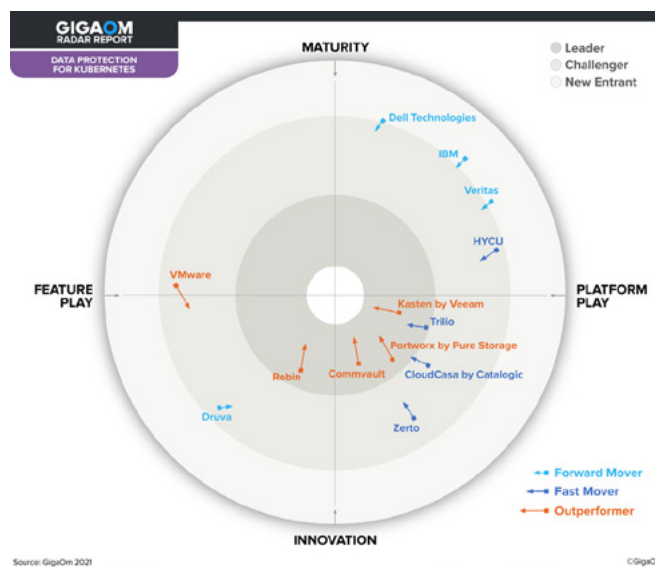 GIGAOM
RADAR REPORT
DATA PROTECTION
FOR KUBERNETES
MATURITY
Leader
Challenger
New Entrant
Dell Technologies
IBM
Veritas
HYCU
VMware
FEATURE
PLAY
PLATFORM
PLAY
Kasten by Veeam
Trilio
Portworx by Pure Storage
Robin
Commvault
CloudCasa by Catalogic
Druva
Zerto
Forward Mover
Fast Mover
Outperformer
INNOVATION
Source: GigaOm 2021